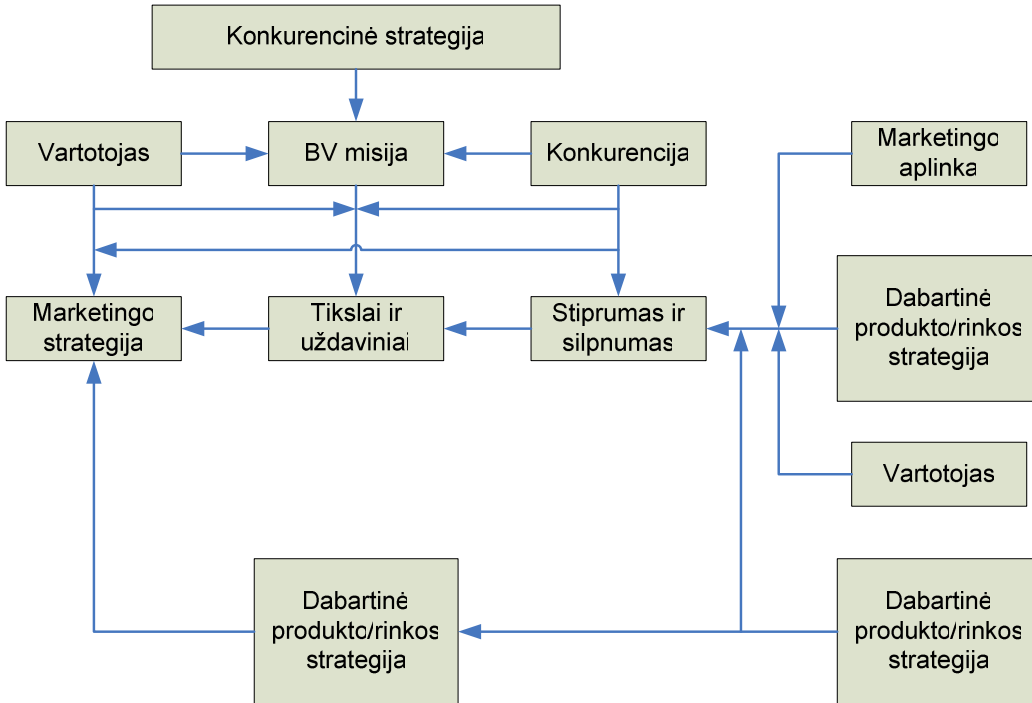 Konkurencinė strategija
Vartotojas
BV misija
Konkurencija
Marketingo
aplinka
Marketingo
strategija
Tikslai ir
uždaviniai
Stiprumas ir
silpnumas
Dabartinė
produkto/rinkos
strategija
Vartotojas
Dabartinė
produkto/rinkos
strategija
Dabartinė
produkto/rinkos
strategija